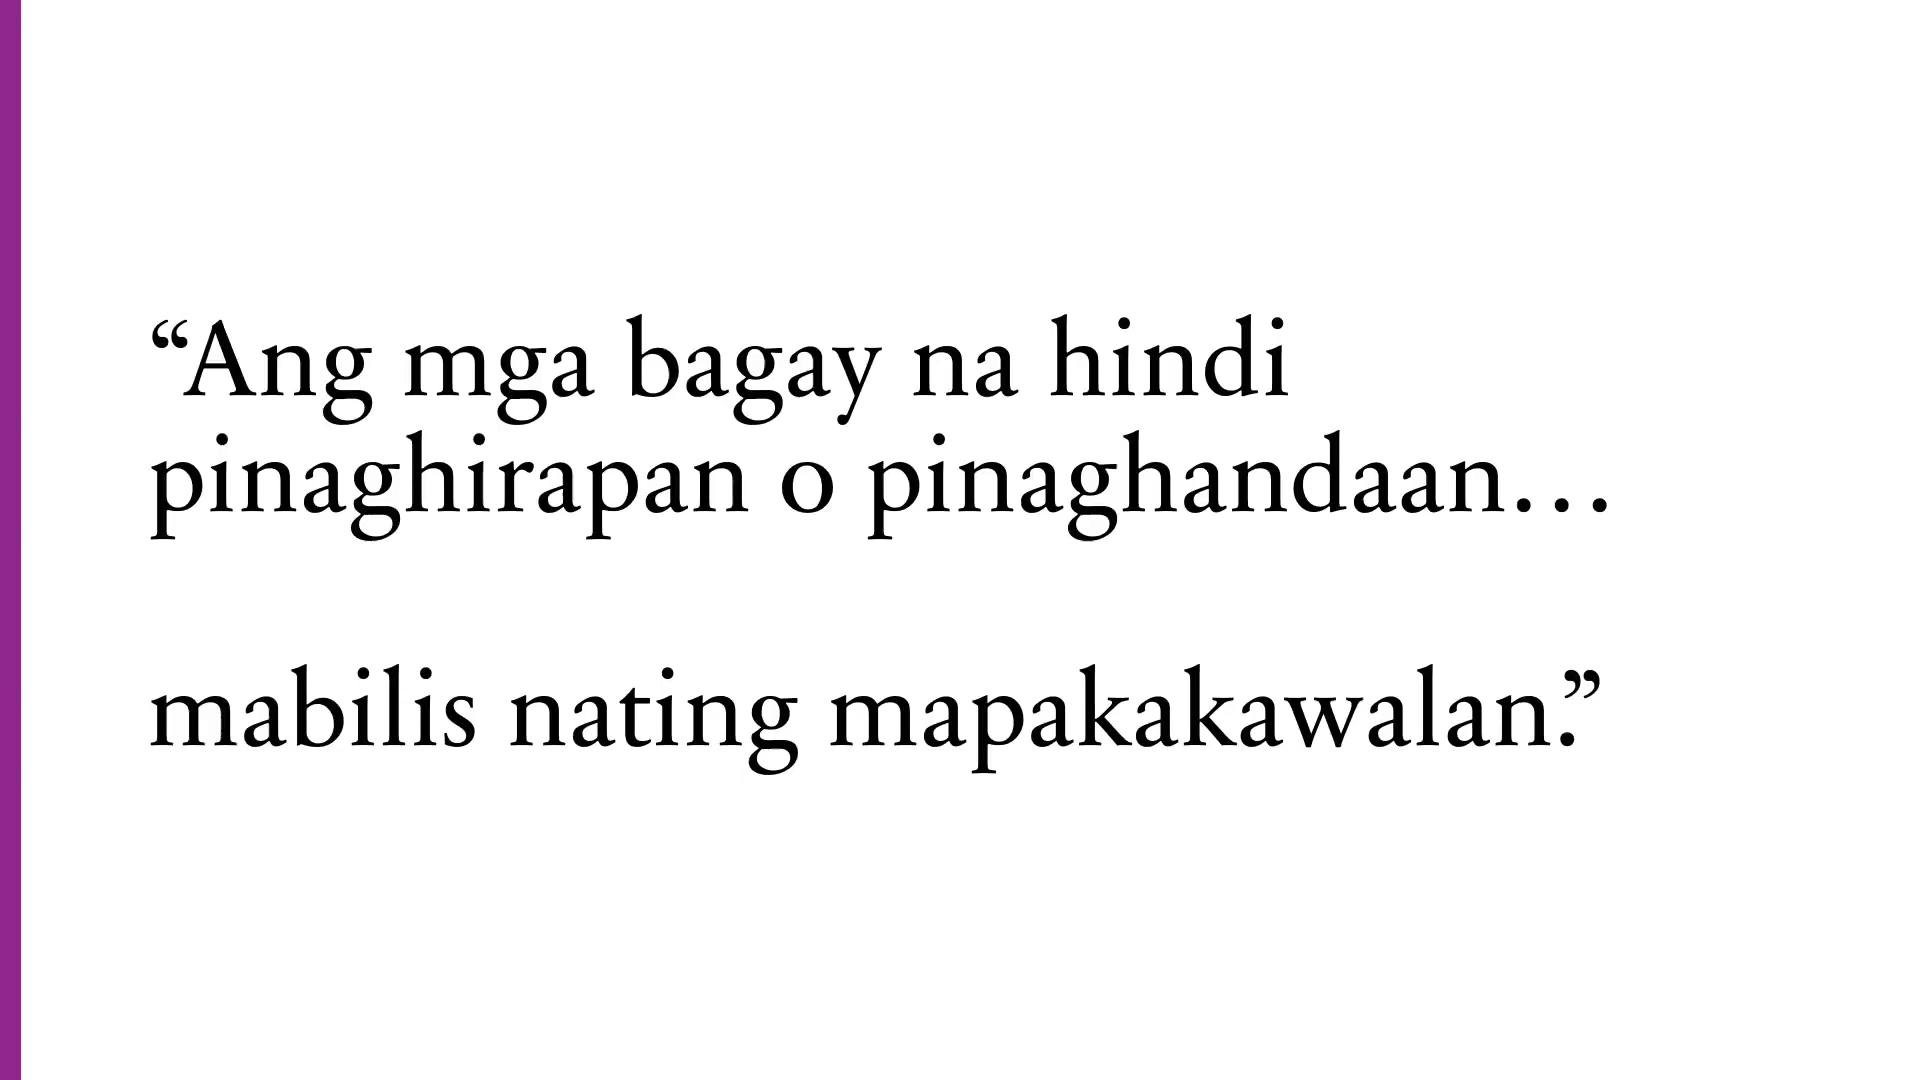 “Ang mga bagay na hindi
pinaghirapan o pinaghandaan…
mabilis nating mapakakawalan.”